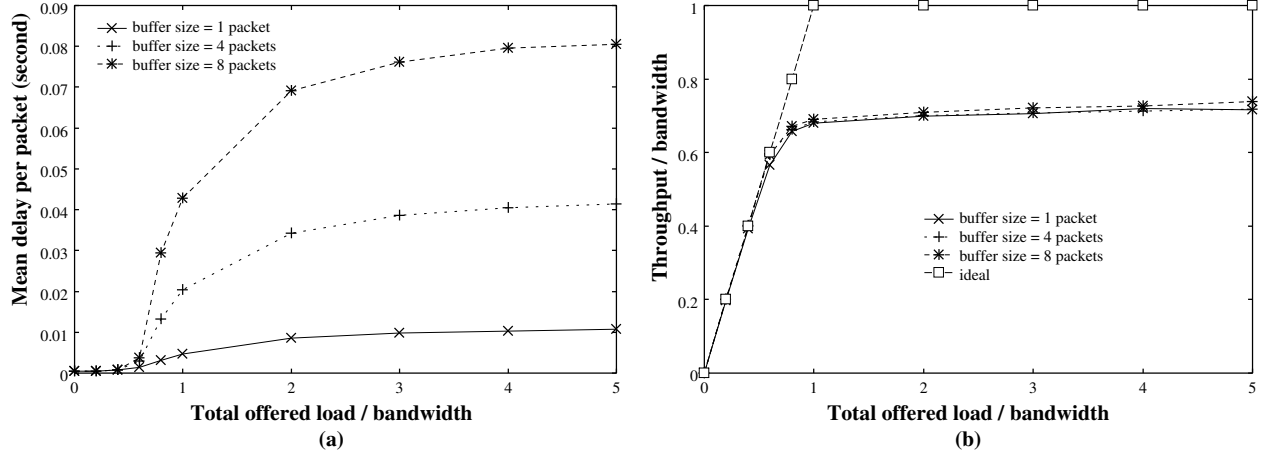 Mean delay per packet (second)
0.09
0.08
0.07
0.06
0.05
0.04
0.03
0.02
0.01
0
buffer size = 1 packet
buffer size = 4 packets
buffer size = 8 packets
0 1 2 3 4 5
Total offered load / bandwidth
(a)
Throughput / bandwidth
1
0.8
0.6
0.4
0.2
0
buffer size = 1 packet
buffer size = 4 packets
buffer size = 8 packets
ideal
0 1 2 3 4 5
Total offered load / bandwidth
(b)